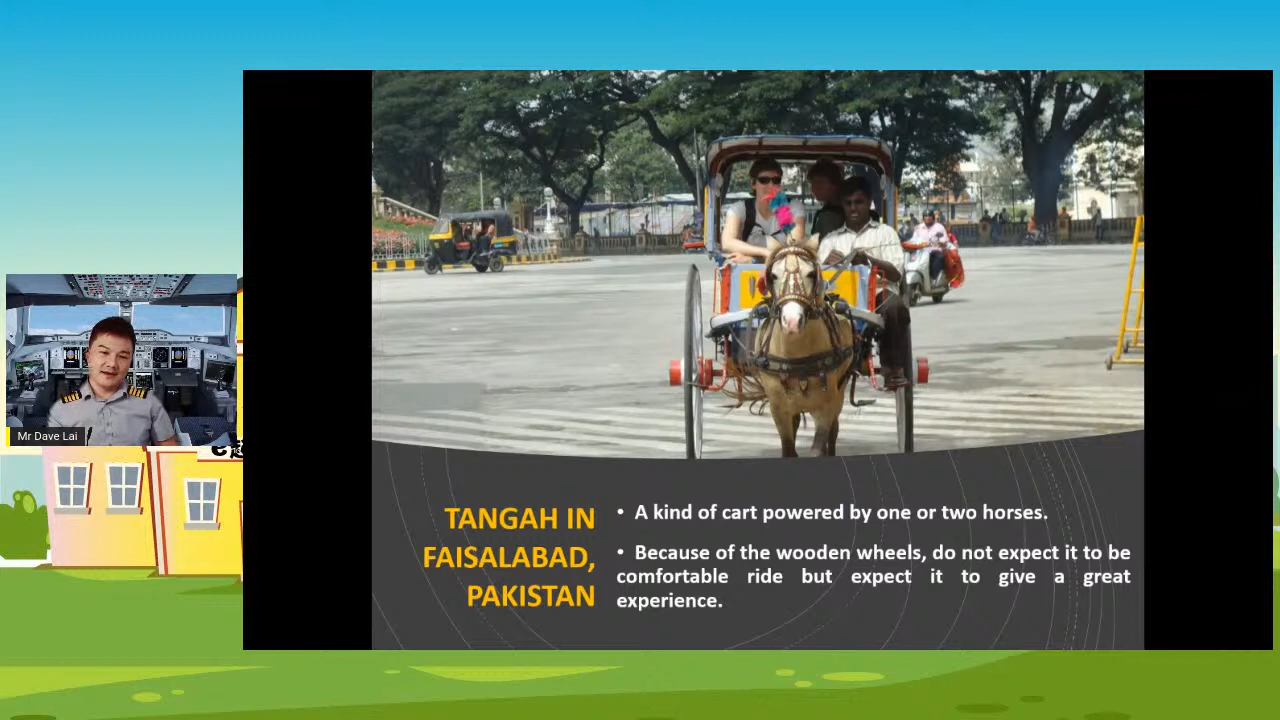 TANGAH IN
FAISALABAD,
PAKISTAN
• A kind of cart powered by one or two horses.
• Because of the wooden wheels, do not expect it to be
comfortable ride but expect it to give a great
experience.
Mr Dave Lai